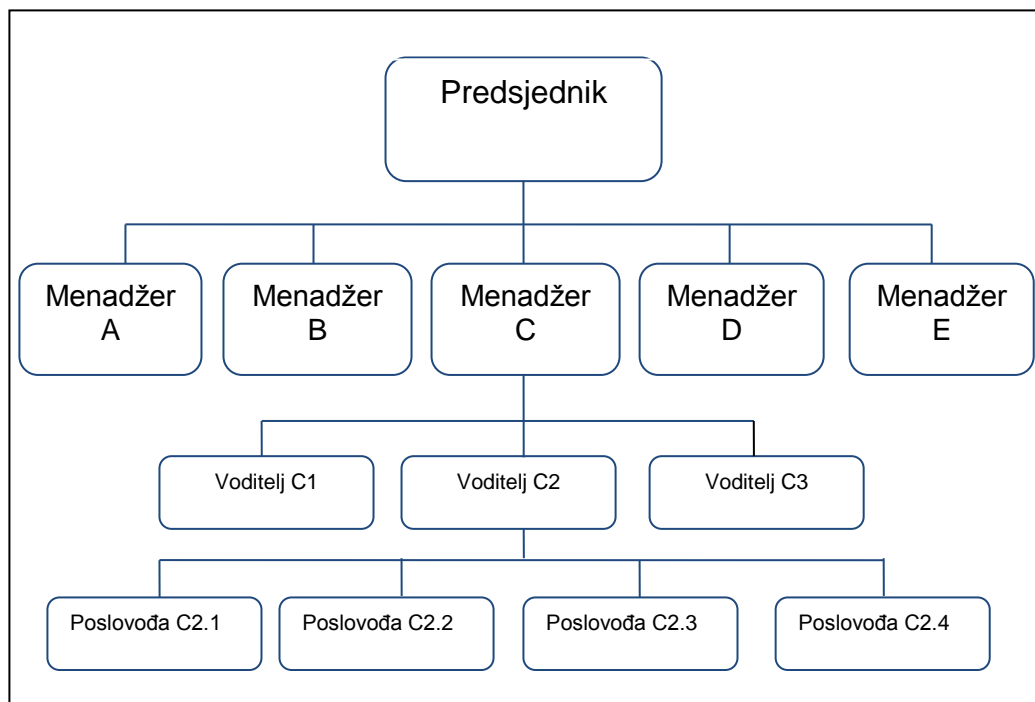 Predsjednik
Menadžer
A
Menadžer
B
Menadžer
C
Menadžer
D
Menadžer
E
Voditelj C1
Voditelj C2
Voditelj C3
Poslovođa C2.1
Poslovođa C2.2
Poslovođa C2.3
Poslovođa C2.4